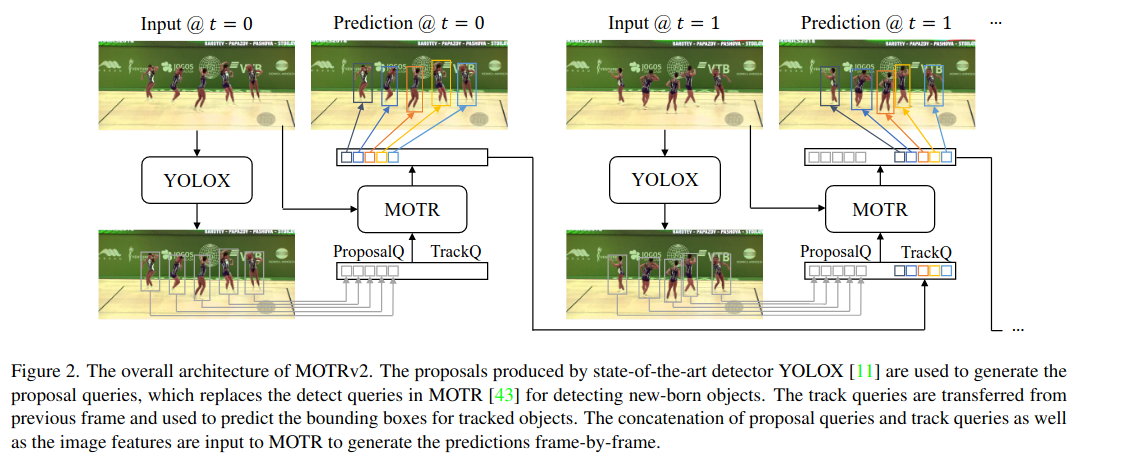 Input @ t = 0
Prediction @ t = 0
Input @ t = 1
Prediction @ t = 1
...
YOLOX
MOTR
YOLOX
MOTR
ProposalQ
TrackQ
ProposalQ
TrackQ
...
Figure 2. The overall architecture of MOTRv2. The proposals produced by state-of-the-art detector YOLOX [11] are used to generate the
proposal queries, which replaces the detect queries in MOTR [43] for detecting new-born objects. The track queries are transferred from
previous frame and used to predict the bounding boxes for tracked objects. The concatenation of proposal queries and track queries as well
as the image features are input to MOTR to generate the predictions frame-by-frame.